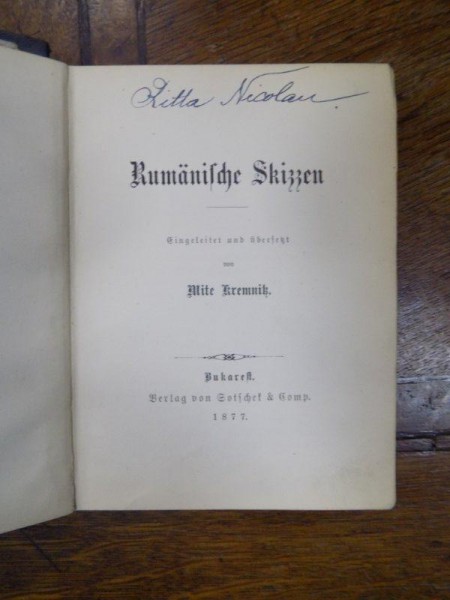 Zitta Nicolau.
Rumänische Skizzen
Eingeleitet und übersetzt
von
Mite Kremnitz.
Bukarest.
Verlag von Sotschek & Comp.
1877.